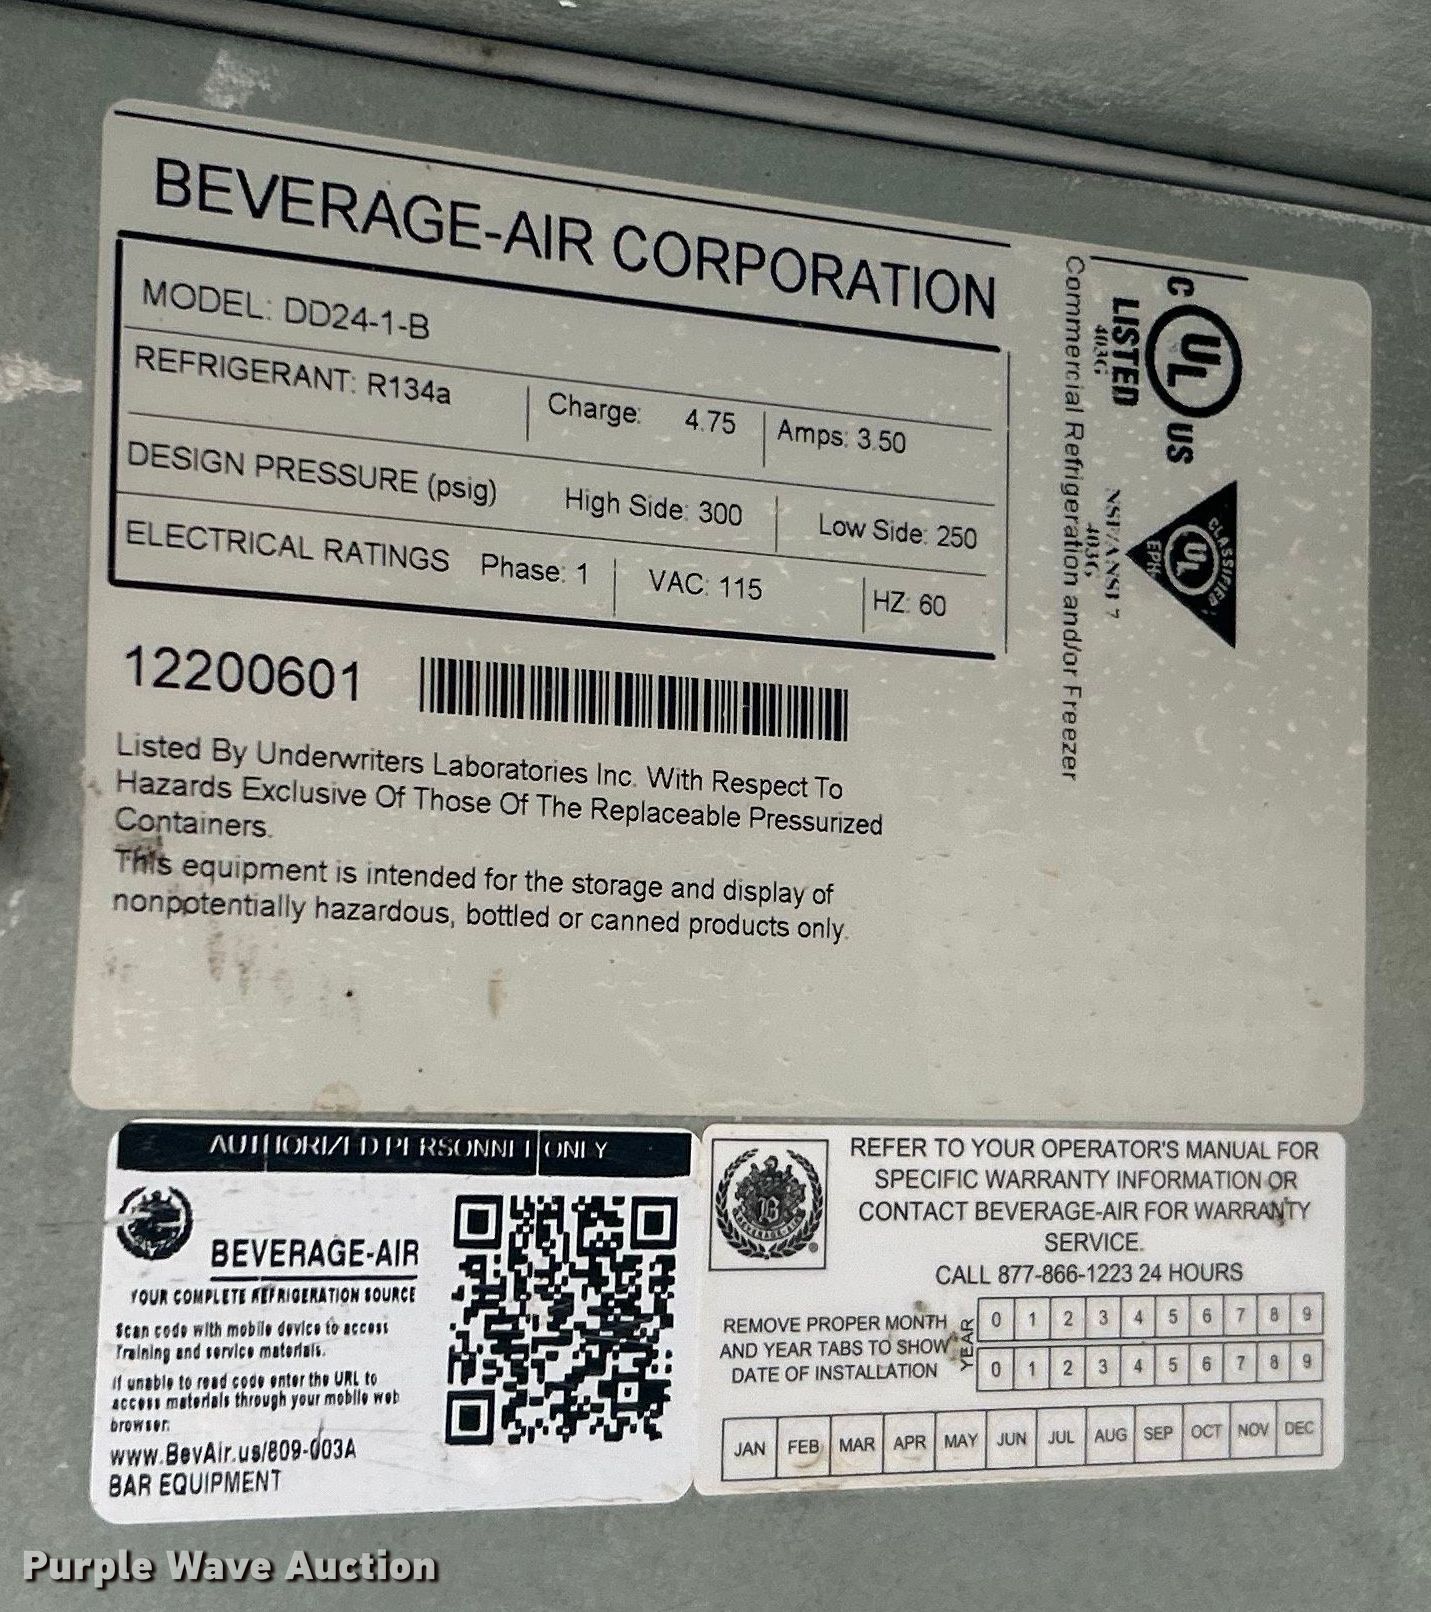 BEVERAGE-AIR CORPORATION
MODEL: DD24-1-B
REFRIGERANT: R134a Charge: 4.75 Amps: 3.50
DESIGN PRESSURE (psig) High Side: 300 Low Side: 250
ELECTRICAL RATINGS Phase: 1 VAC: 115 HZ: 60
12200601
Listed By Underwriters Laboratories Inc. With Respect To
Hazards Exclusive Of Those Of The Replaceable Pressurized
Containers.
This equipment is intended for the storage and display of
nonpotentially hazardous, bottled or canned products only.
C UL US
LISTED
403G
CLASSIFIED
UL
EPH
NSF/ANSI 7
403G
Commercial Refrigeration and/or Freezer
AUTHORIZED PERSONNEL ONLY
BEVERAGE-AIR
YOUR COMPLETE REFRIGERATION SOURCE
Scan code with mobile device to access
Training and service materials.
If unable to read code enter the URL to
access materials through your mobile web
browser:
www.BevAir.us/809-003A
BAR EQUIPMENT
B
BEVERAGE-AIR
®
REFER TO YOUR OPERATOR'S MANUAL FOR
SPECIFIC WARRANTY INFORMATION OR
CONTACT BEVERAGE-AIR FOR WARRANTY
SERVICE.
CALL 877-866-1223 24 HOURS
REMOVE PROPER MONTH
AND YEAR TABS TO SHOW
DATE OF INSTALLATION
YEAR
0 1 2 3 4 5 6 7 8 9
0 1 2 3 4 5 6 7 8 9
JAN FEB MAR APR MAY JUN JUL AUG SEP OCT NOV DEC
Purple Wave Auction